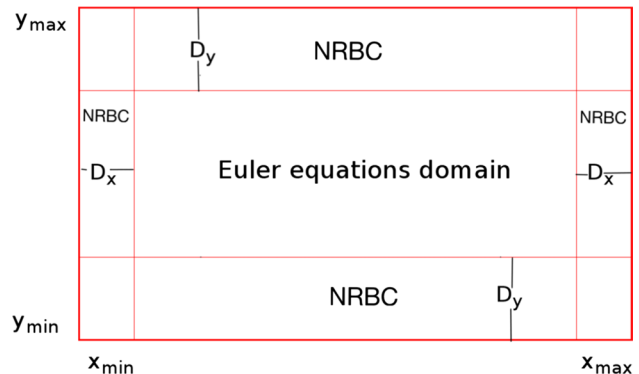 y_max
D_y
NRBC
NRBC
NRBC
D_x
Euler equations domain
D_x
NRBC
D_y
y_min
x_min
x_max